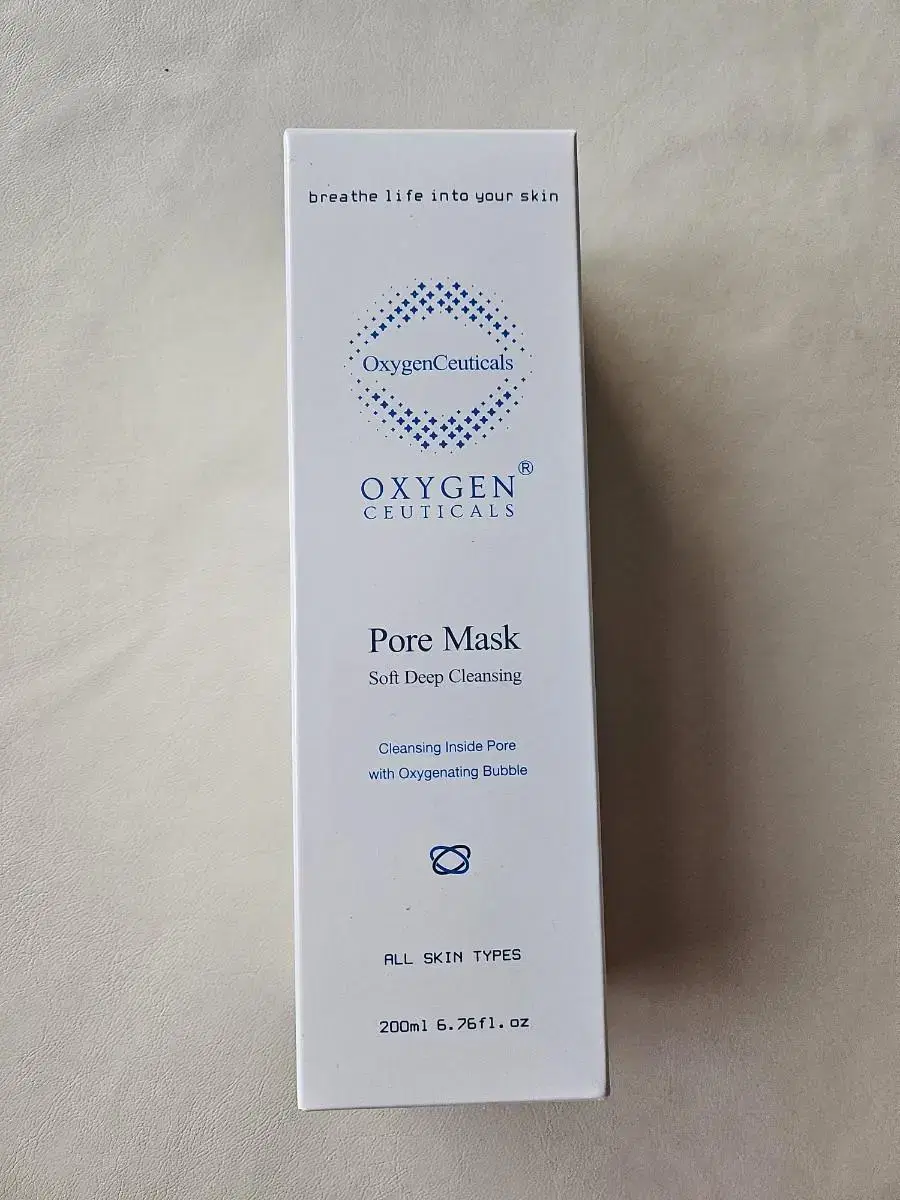 breathe life into your skin
OxygenCeuticals
OXYGEN®
CEUTICALS
Pore Mask
Soft Deep Cleansing
Cleansing Inside Pore
with Oxygenating Bubble
ALL SKIN TYPES
200ml 6.76fl.oz